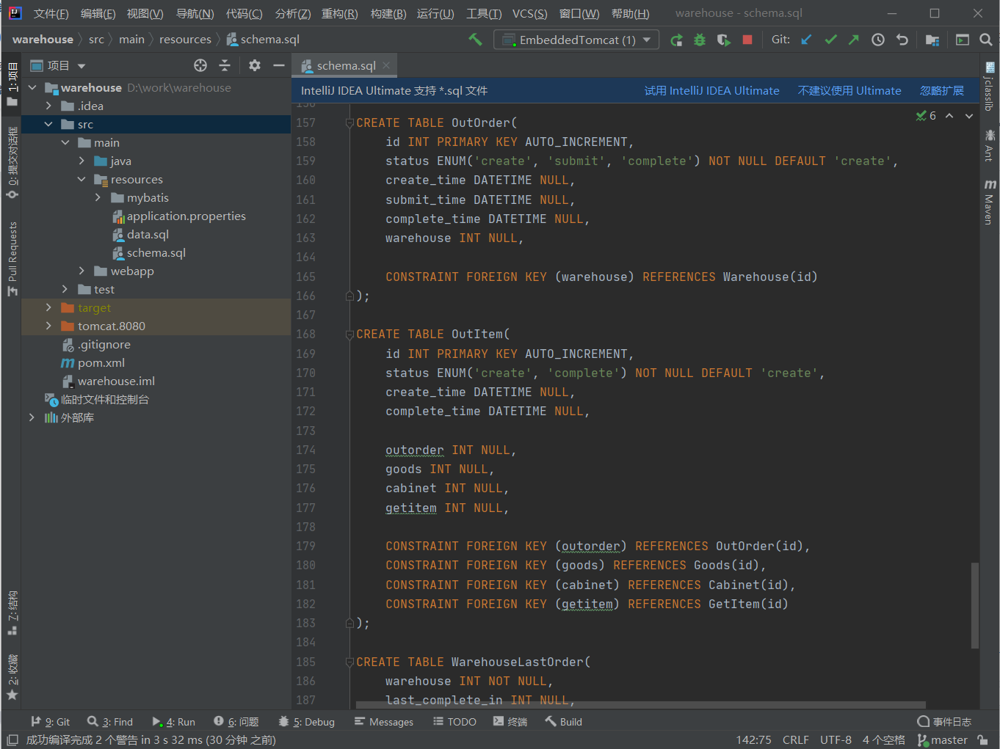 文件(F) 编辑(E) 视图(V) 导航(N) 代码(C) 分析(Z) 重构(R) 构建(B) 运行(U) 工具(T) VCS(S) 窗口(W) 帮助(H) warehouse - schema.sql
warehouse src main resources schema.sql EmbeddedTomcat (1) Git:
1: 项目
0: 提交对话框
Pull Requests
Z: 结构
2: 收藏
项目
warehouse D:\work\warehouse
.idea
src
main
java
resources
mybatis
application.properties
data.sql
schema.sql
webapp
test
target
tomcat.8080
.gitignore
pom.xml
warehouse.iml
临时文件和控制台
外部库
schema.sql
IntelliJ IDEA Ultimate 支持 *.sql 文件 试用 IntelliJ IDEA Ultimate 不建议使用 Ultimate 忽略扩展
6
156
157 CREATE TABLE OutOrder(
158 id INT PRIMARY KEY AUTO_INCREMENT,
159 status ENUM('create', 'submit', 'complete') NOT NULL DEFAULT 'create',
160 create_time DATETIME NULL,
161 submit_time DATETIME NULL,
162 complete_time DATETIME NULL,
163 warehouse INT NULL,
164
165 CONSTRAINT FOREIGN KEY (warehouse) REFERENCES Warehouse(id)
166 );
167
168 CREATE TABLE OutItem(
169 id INT PRIMARY KEY AUTO_INCREMENT,
170 status ENUM('create', 'complete') NOT NULL DEFAULT 'create',
171 create_time DATETIME NULL,
172 complete_time DATETIME NULL,
173
174 outorder INT NULL,
175 goods INT NULL,
176 cabinet INT NULL,
177 getitem INT NULL,
178
179 CONSTRAINT FOREIGN KEY (outorder) REFERENCES OutOrder(id),
180 CONSTRAINT FOREIGN KEY (goods) REFERENCES Goods(id),
181 CONSTRAINT FOREIGN KEY (cabinet) REFERENCES Cabinet(id),
182 CONSTRAINT FOREIGN KEY (getitem) REFERENCES GetItem(id)
183 );
184
185 CREATE TABLE WarehouseLastOrder(
186 warehouse INT NOT NULL,
187 last_complete_in INT NULL,
jclasslib
Ant
Maven
9: Git 3: Find 4: Run 6: 问题 5: Debug Messages TODO 终端 Build 事件日志
成功编译完成 2 个警告 in 3 s 32 ms (30 分钟 之前) 142:75 CRLF UTF-8 4 个空格 master